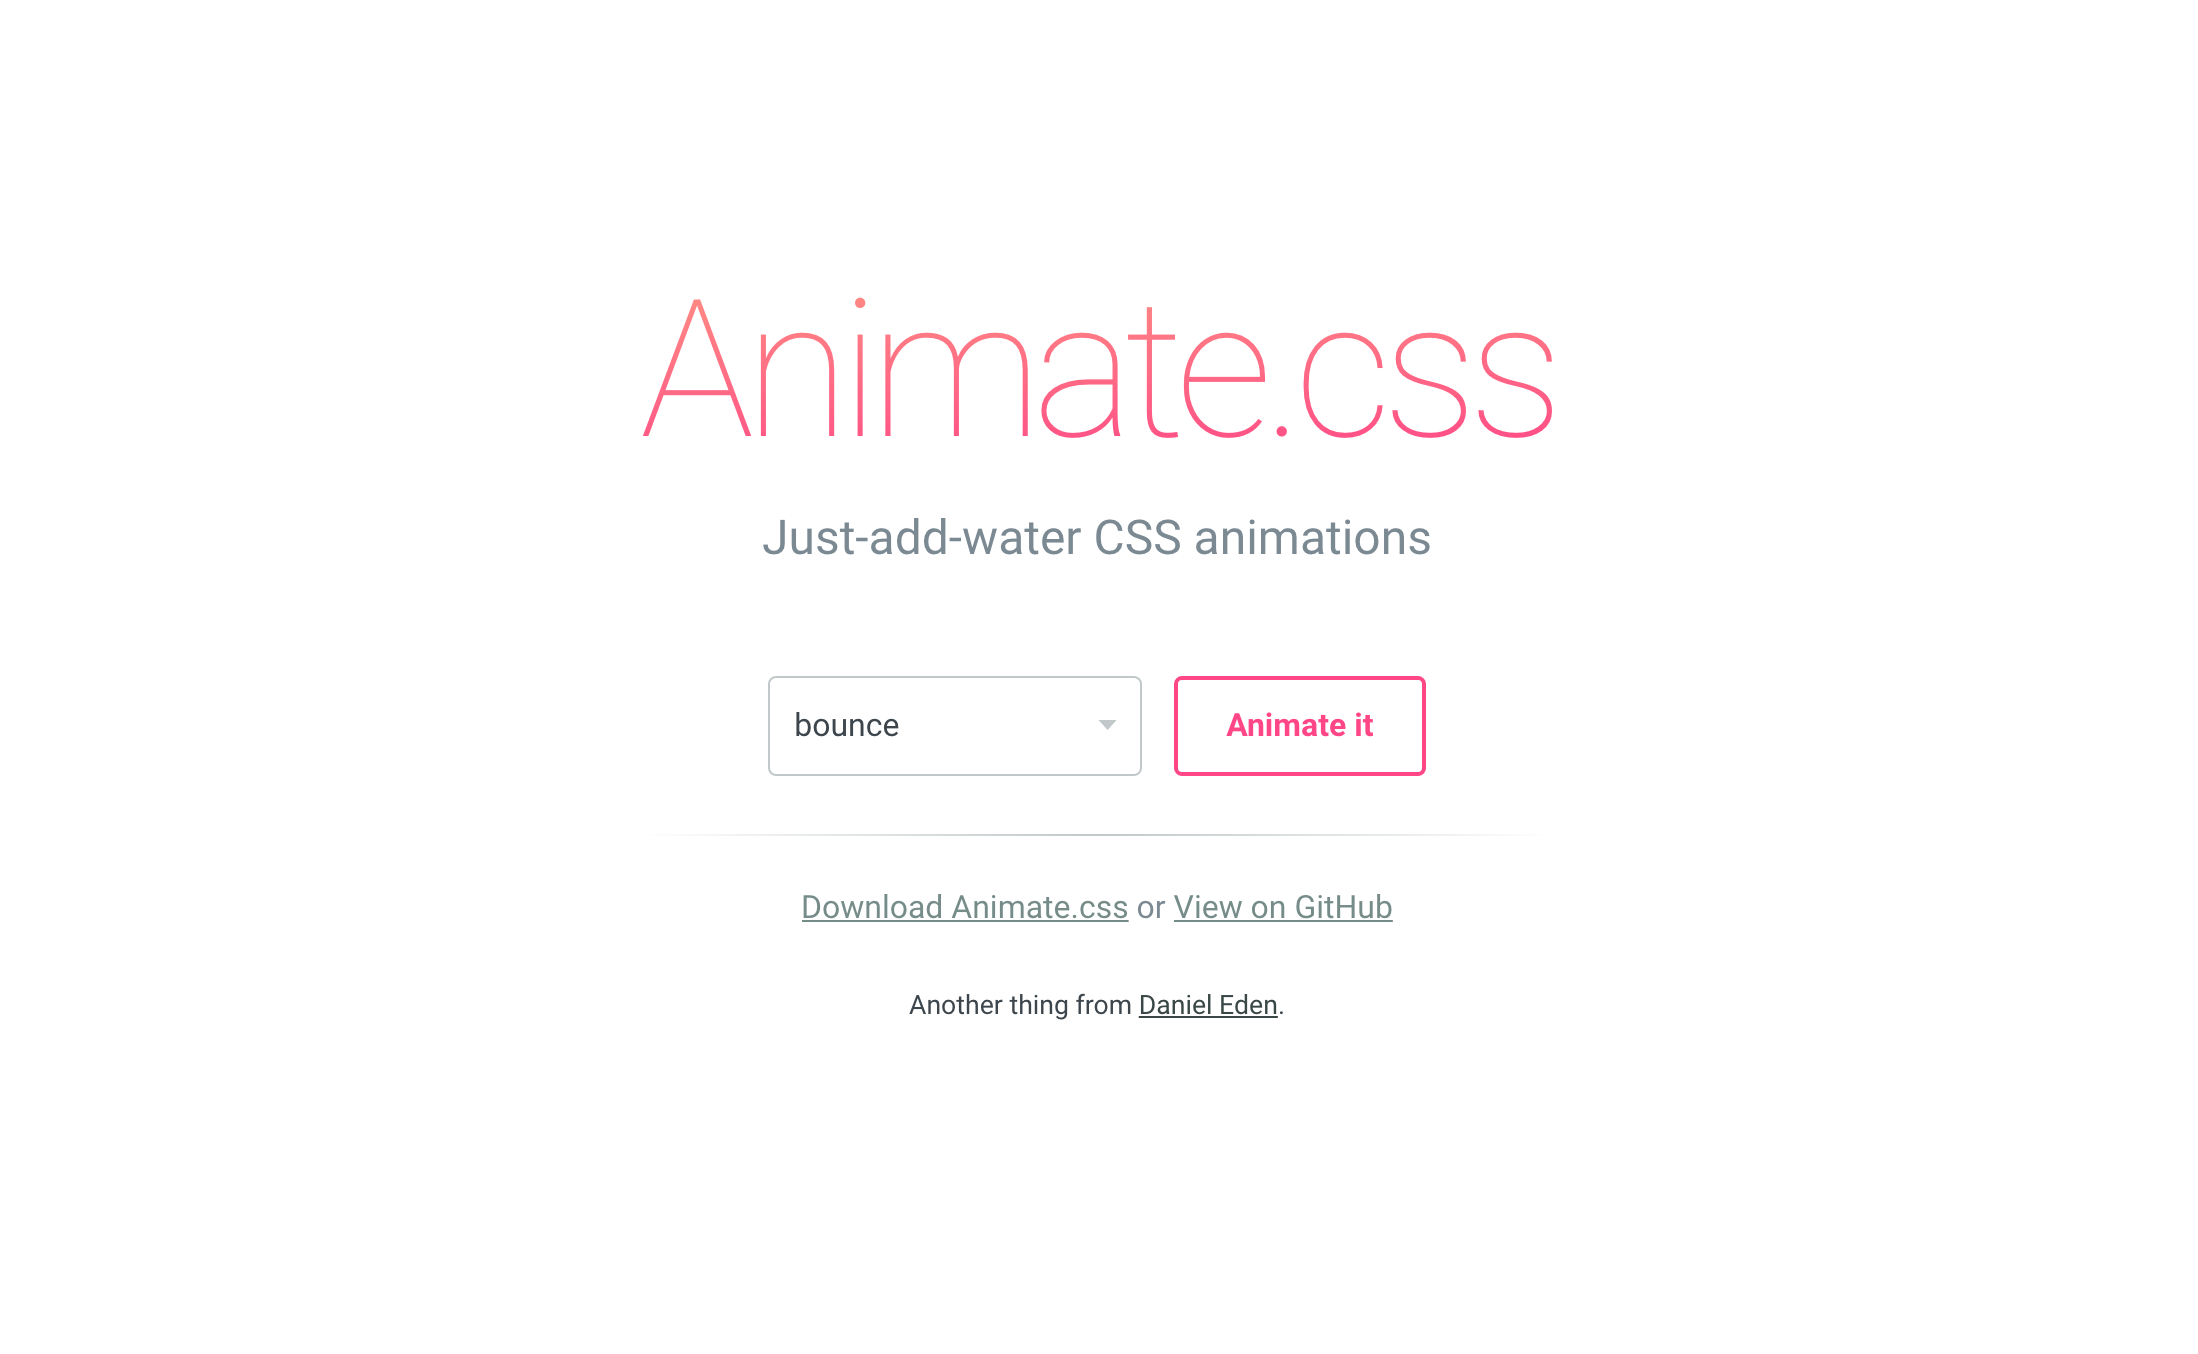 Animate.css
Just-add-water CSS animations
bounce
Animate it
Download Animate.css or View on GitHub
Another thing from Daniel Eden.